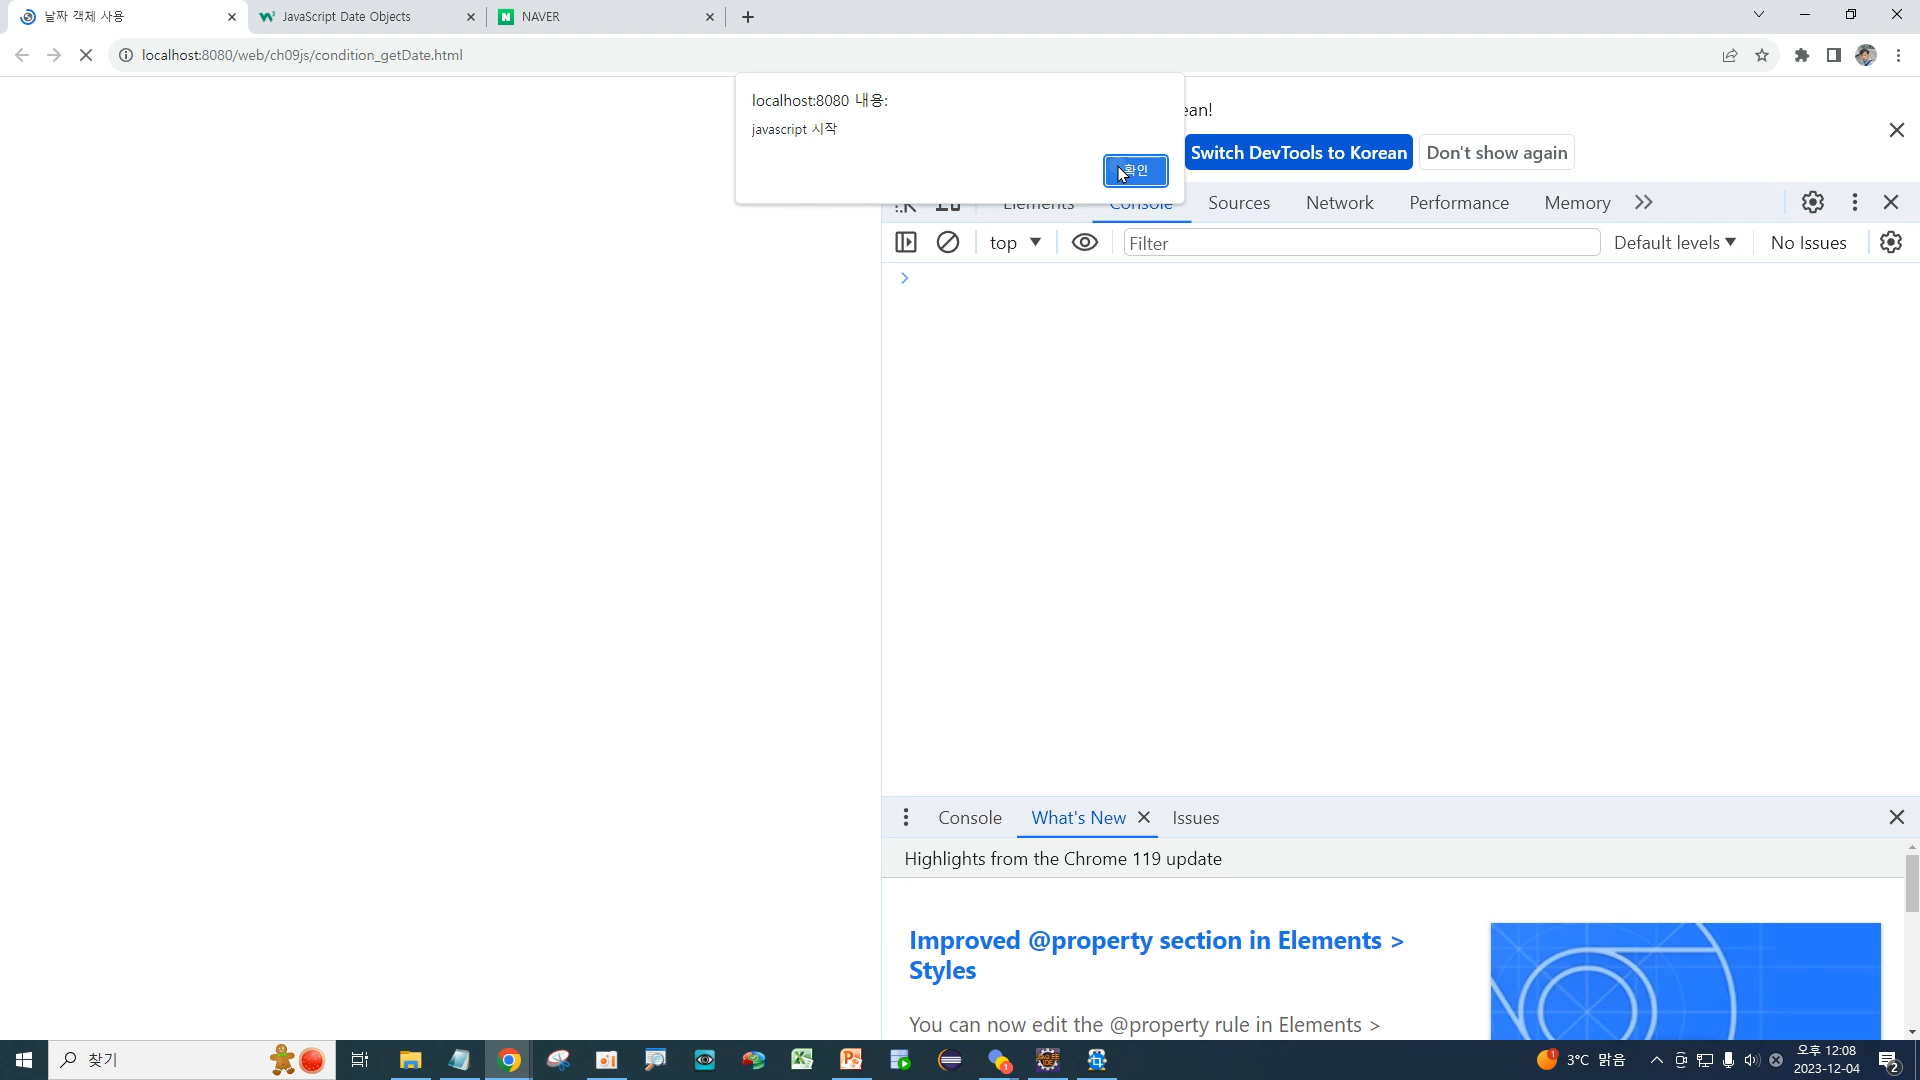 날짜 객체 사용
JavaScript Date Objects
NAVER
localhost:8080/web/ch09js/condition_getDate.html
localhost:8080 내용:
javascript 시작
확인
ean!
Switch DevTools to Korean
Don't show again
Elements
Console
Sources
Network
Performance
Memory
top
Filter
Default levels
No Issues
Console
What's New
Issues
Highlights from the Chrome 119 update
Improved @property section in Elements >
Styles
You can now edit the @property rule in Elements >
찾기
3°C 맑음
오후 12:08
2023-12-04